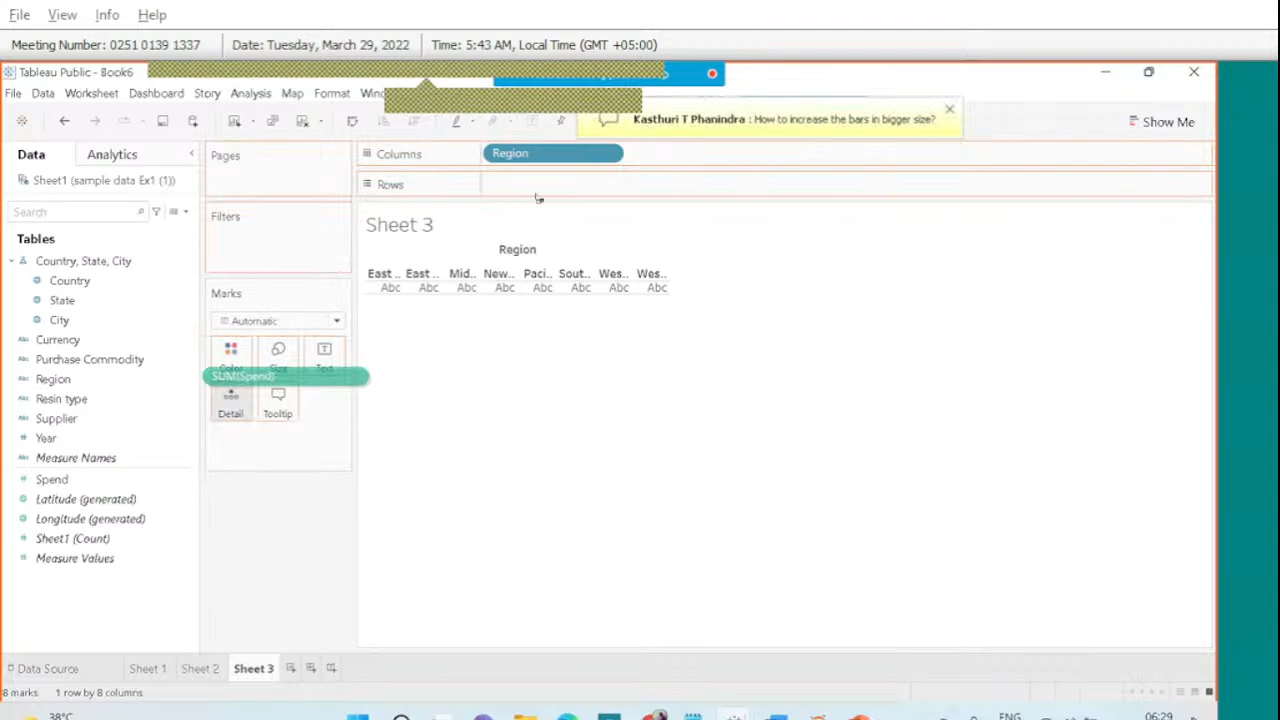 File View Info Help
Meeting Number: 0251 0139 1337 Date: Tuesday, March 29, 2022 Time: 5:43 AM, Local Time (GMT +05:00)
Tableau Public - Book6
File Data Worksheet Dashboard Story Analysis Map Format Win
Kasthuri T Phanindra : How to increase the bars in bigger size?
Show Me
Data Analytics
Pages
Columns Region
Sheet1 (sample data Ex1 (1))
Rows
Search
Filters
Sheet 3
Tables
Region
Country, State, City
East .. East .. Mid.. New.. Paci.. Sout.. Wes.. Wes..
Country
Abc Abc Abc Abc Abc Abc Abc Abc
Marks
State
City
Automatic
Currency
Purchase Commodity
Color Size Text
SUM(Spend)
Region
Resin type
Detail Tooltip
Supplier
Year
Measure Names
Spend
Latitude (generated)
Longitude (generated)
Sheet1 (Count)
Measure Values
Data Source Sheet 1 Sheet 2 Sheet 3
8 marks 1 row by 8 columns
38°C
ENG
06:29